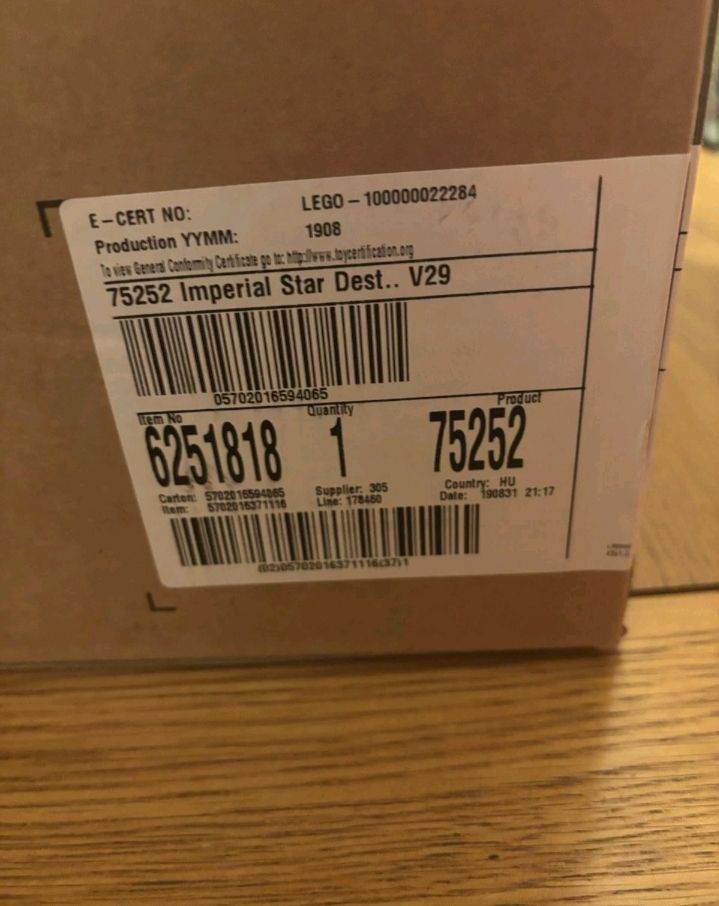 E-CERT NO: LEGO - 100000022284
Production YYMM: 1908
To view General Conformity Certificate go to: http://www.toycertification.org
75252 Imperial Star Dest.. V29
05702016594065
Item No Quantity Product
6251818 1 75252
Carton: 5702016594065 Supplier: 305 Country: HU
Item: 5702016371116 Line: 178460 Date: 190831 21:17
(02)05702016371116(37)1